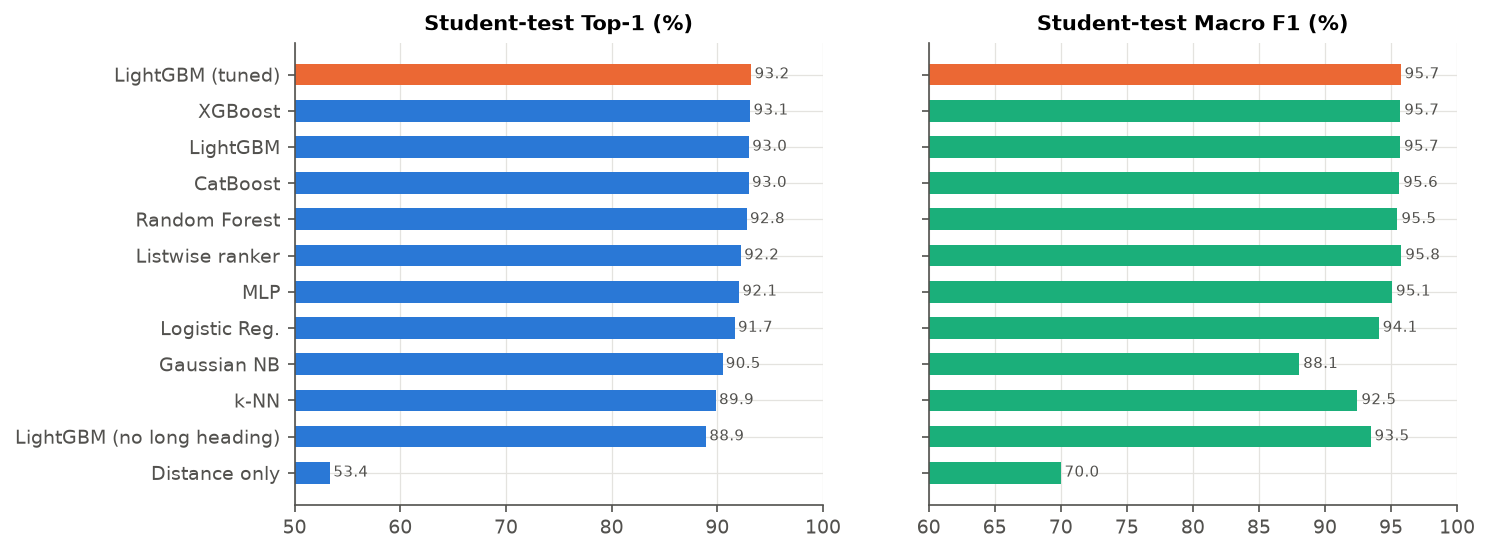 Student-test Top-1 (%)
LightGBM (tuned) 93.2
XGBoost 93.1
LightGBM 93.0
CatBoost 93.0
Random Forest 92.8
Listwise ranker 92.2
MLP 92.1
Logistic Reg. 91.7
Gaussian NB 90.5
k-NN 89.9
LightGBM (no long heading) 88.9
Distance only 53.4
50 60 70 80 90 100
Student-test Macro F1 (%)
95.7
95.7
95.7
95.6
95.5
95.8
95.1
94.1
88.1
92.5
93.5
70.0
60 65 70 75 80 85 90 95 100